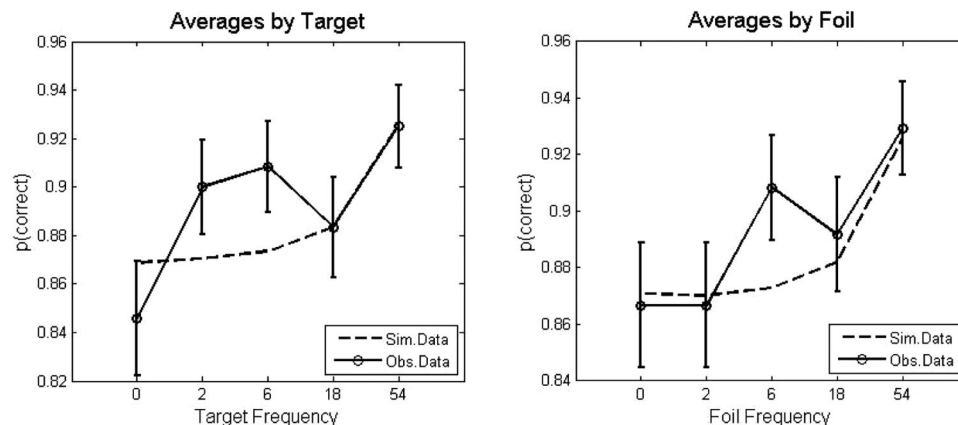 Averages by Target
0.96
0.94
0.92
0.9
0.88
0.86
0.84
0.82
p(correct)
0 2 6 18 54
Target Frequency
Sim.Data
Obs.Data
Averages by Foil
0.96
0.94
0.92
0.9
0.88
0.86
0.84
p(correct)
0 2 6 18 54
Foil Frequency
Sim.Data
Obs.Data